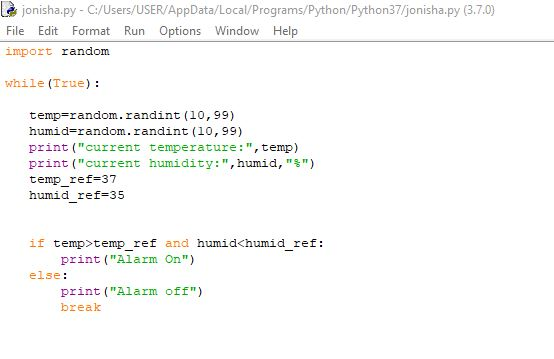 jonisha.py - C:/Users/USER/AppData/Local/Programs/Python/Python37/jonisha.py (3.7.0)
File Edit Format Run Options Window Help
import random
while(True):
temp=random.randint(10,99)
humid=random.randint(10,99)
print("current temperature:",temp)
print("current humidity:",humid,"%")
temp_ref=37
humid_ref=35
if temp>temp_ref and humid<humid_ref:
print("Alarm On")
else:
print("Alarm off")
break